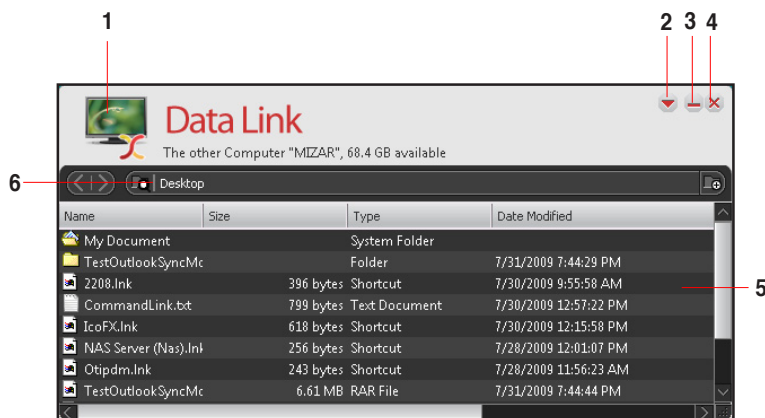 1 2 3 4
Data Link
The other Computer "MIZAR", 68.4 GB available
6
Desktop
Name Size Type Date Modified
My Document System Folder
TestOutlookSyncMc Folder 7/31/2009 7:44:29 PM
2208.lnk 396 bytes Shortcut 7/30/2009 9:55:58 AM
5
CommandLink.txt 799 bytes Text Document 7/30/2009 12:57:22 PM
IcoFX.lnk 618 bytes Shortcut 7/30/2009 12:15:58 PM
NAS Server (Nas).lnk 256 bytes Shortcut 7/28/2009 12:01:07 PM
Otipdm.lnk 243 bytes Shortcut 7/28/2009 11:56:23 AM
TestOutlookSyncMc 6.61 MB RAR File 7/31/2009 7:44:44 PM